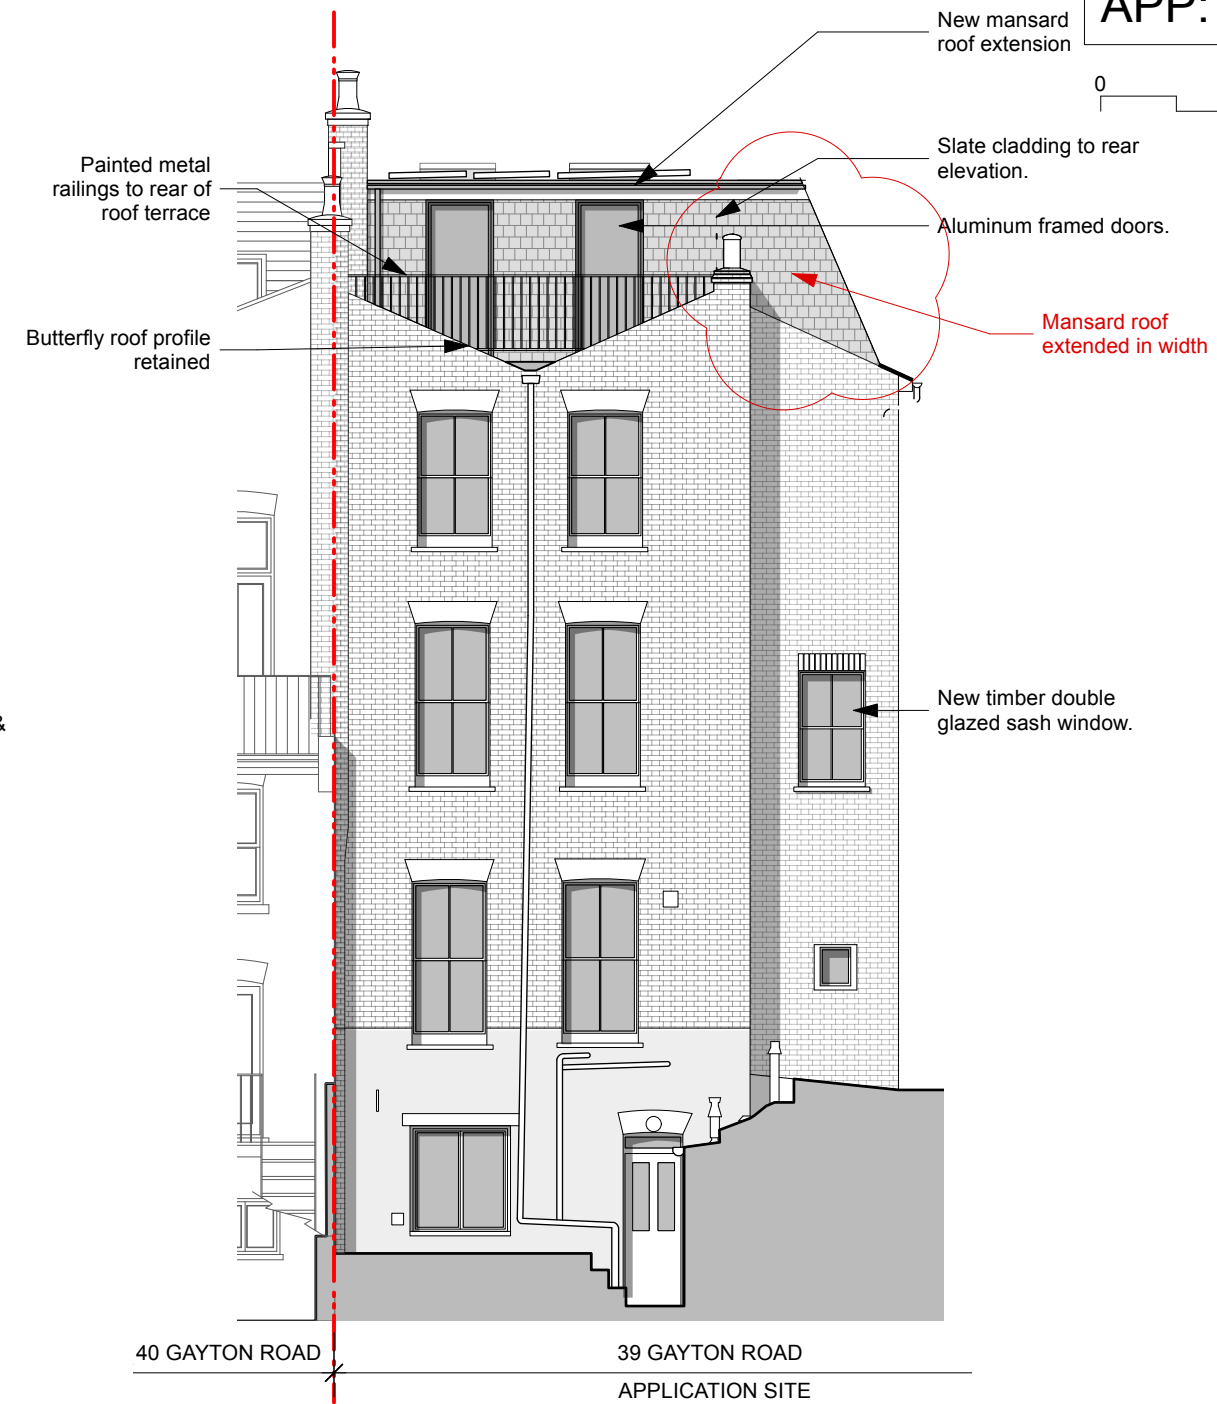 APP:
New mansard
roof extension
0
Slate cladding to rear
elevation.
Painted metal
railings to rear of
roof terrace
Aluminum framed doors.
Mansard roof
extended in width
Butterfly roof profile
retained
New timber double
glazed sash window.
&
40 GAYTON ROAD
39 GAYTON ROAD
APPLICATION SITE